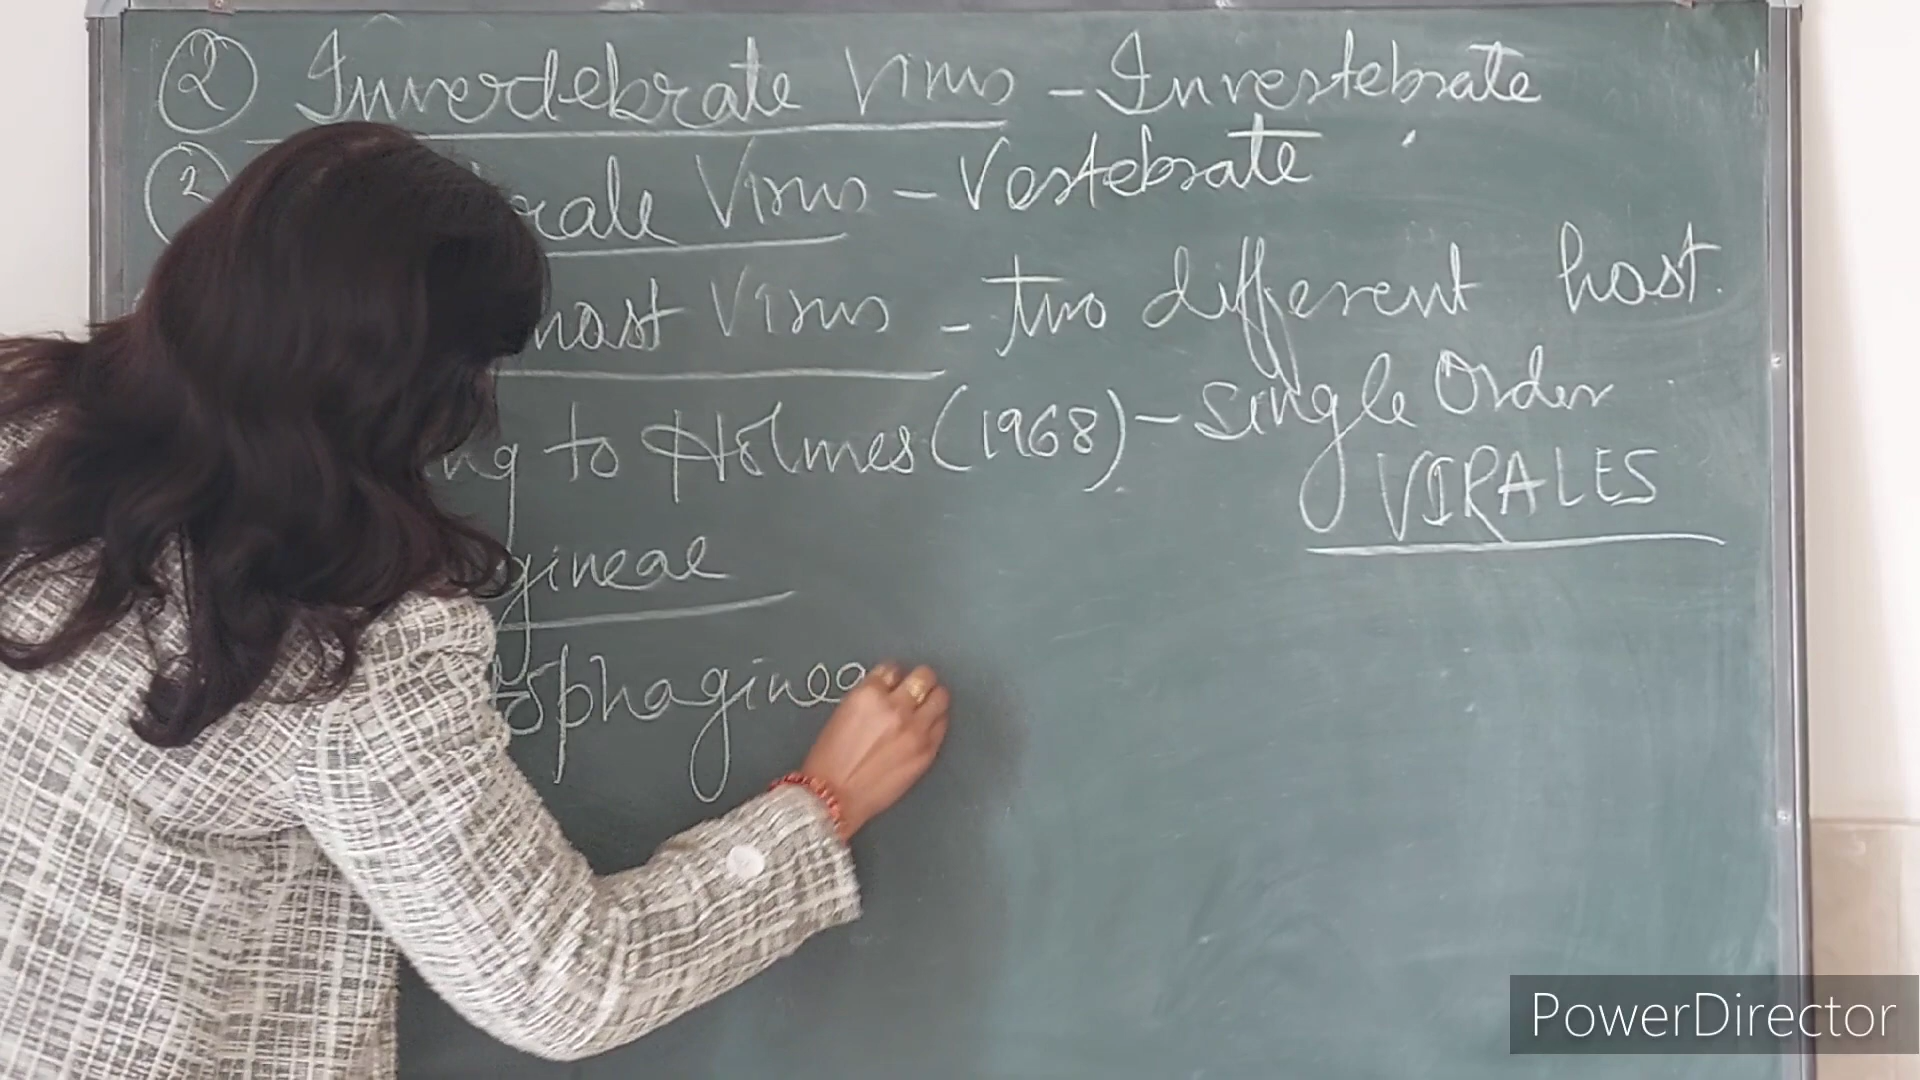 ② Invertebrate Virus - Invertebrate
Virus - Vertebrate
host Virus - two different host.
to Holmes (1968) - Single Order
VIRALES
gineae
phaginea
PowerDirector